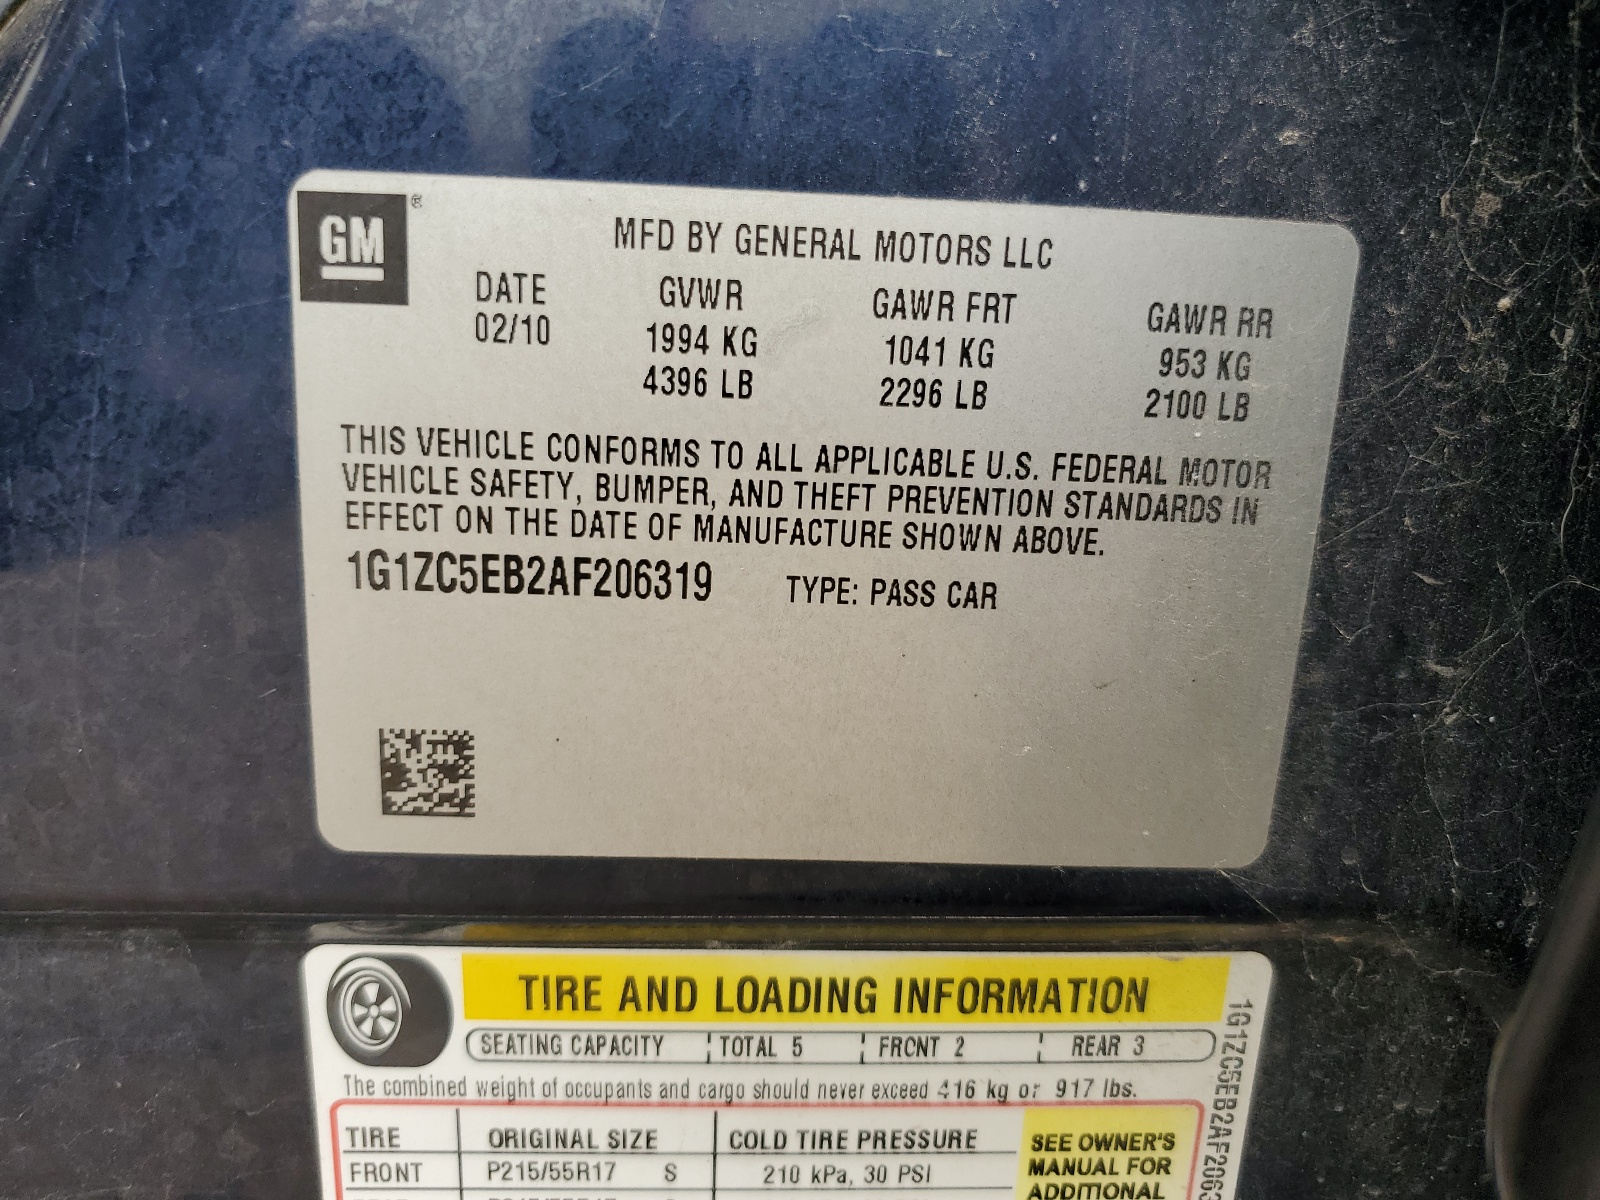 GM ®
MFD BY GENERAL MOTORS LLC
DATE GVWR GAWR FRT GAWR RR
02/10 1994 KG 1041 KG 953 KG
4396 LB 2296 LB 2100 LB
THIS VEHICLE CONFORMS TO ALL APPLICABLE U.S. FEDERAL MOTOR
VEHICLE SAFETY, BUMPER, AND THEFT PREVENTION STANDARDS IN
EFFECT ON THE DATE OF MANUFACTURE SHOWN ABOVE.
1G1ZC5EB2AF206319 TYPE: PASS CAR
TIRE AND LOADING INFORMATION
SEATING CAPACITY TOTAL 5 FRONT 2 REAR 3
The combined weight of occupants and cargo should never exceed 416 kg or 917 lbs.
TIRE ORIGINAL SIZE COLD TIRE PRESSURE
FRONT P215/55R17 S 210 kPa, 30 PSI
SEE OWNER'S
MANUAL FOR
ADDITIONAL
1G1ZC5EB2AF2063